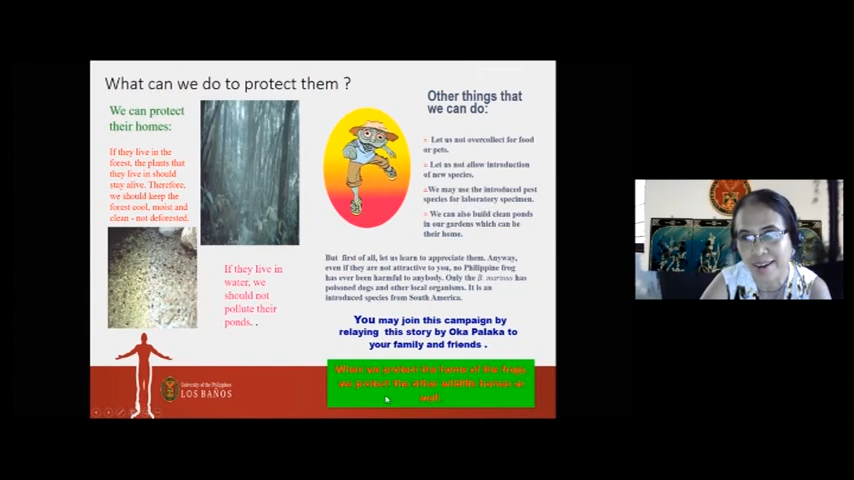 What can we do to protect them ?
We can protect
their homes:
If they live in the
forest, the plants that
they live in should
stay alive. Therefore,
we should keep the
forest cool, moist and
clean - not deforested.
If they live in
water, we
should not
pollute their
ponds. .
Other things that
we can do:
= Let us not overcollect for food
or pets.
= Let us not allow introduction
of new species.
=We may use the introduced pest
species for laboratory specimen.
= We can also build clean ponds
in our gardens which can be
their home.
But first of all, let us learn to appreciate them. Anyway,
even if they are not attractive to you, no Philippine frog
has ever been harmful to anybody. Only the B. marinus has
poisoned dogs and other local organisms. It is an
introduced species from South America.
You may join this campaign by
relaying this story by Oka Palaka to
your family and friends .
When we protect the home of the frogs,
we protect the other wildlife homes as
well.
University of the Philippines
LOS BAÑOS